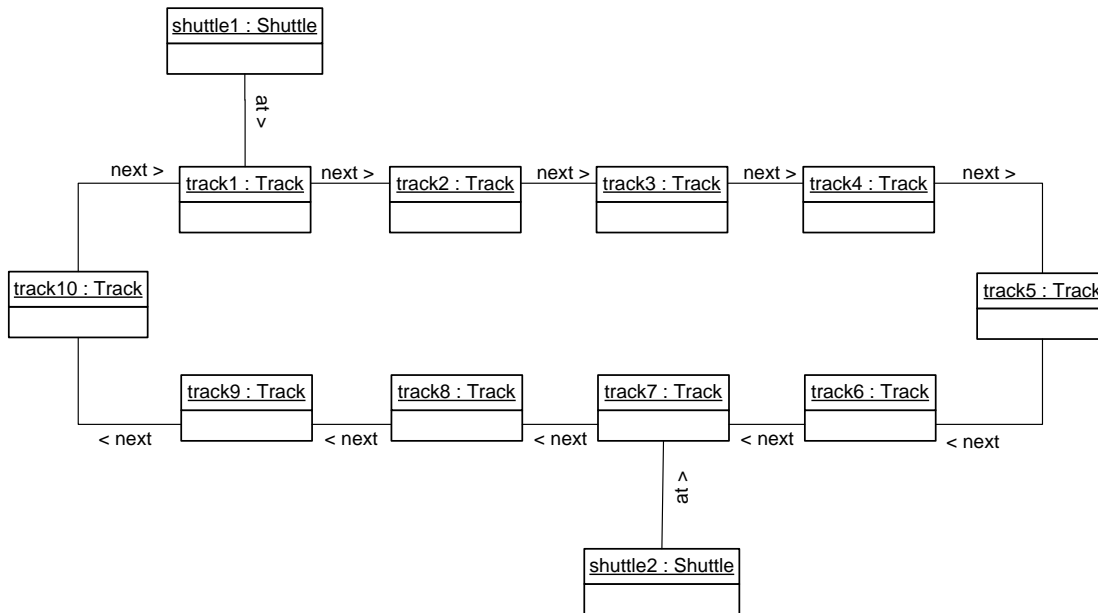 shuttle1 : Shuttle
at >
next >
track1 : Track
next >
track2 : Track
next >
track3 : Track
next >
track4 : Track
next >
track10 : Track
track5 : Track
track9 : Track
track8 : Track
track7 : Track
track6 : Track
< next
< next
< next
< next
< next
at >
shuttle2 : Shuttle